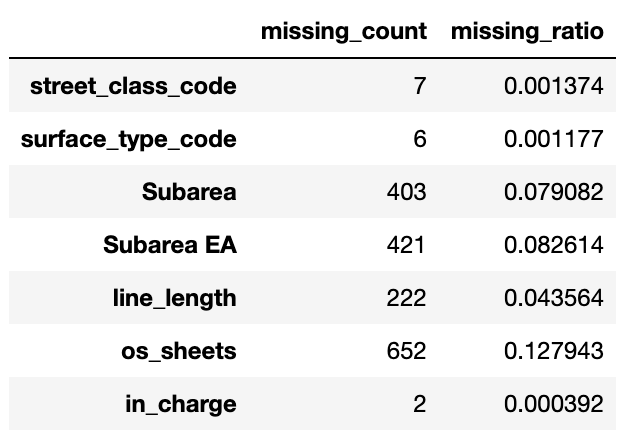 missing_count missing_ratio
street_class_code 7 0.001374
surface_type_code 6 0.001177
Subarea 403 0.079082
Subarea EA 421 0.082614
line_length 222 0.043564
os_sheets 652 0.127943
in_charge 2 0.000392